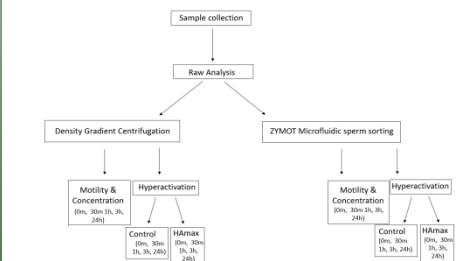 Sample collection
Raw Analysis
Density Gradient Centrifugation
ZYMOT Microfluidic sperm sorting
Motility &
Concentration
(0m, 30m 1h, 3h,
24h)
Hyperactivation
Control
(0m, 30m
1h, 3h, 24h)
HAmax
(0m, 30m
1h, 3h,
24h)
Motility &
Concentration
(0m, 30m 1h, 3h,
24h)
Hyperactivation
Control
(0m, 30m
1h, 3h, 24h)
HAmax
(0m, 30m
1h, 3h,
24h)